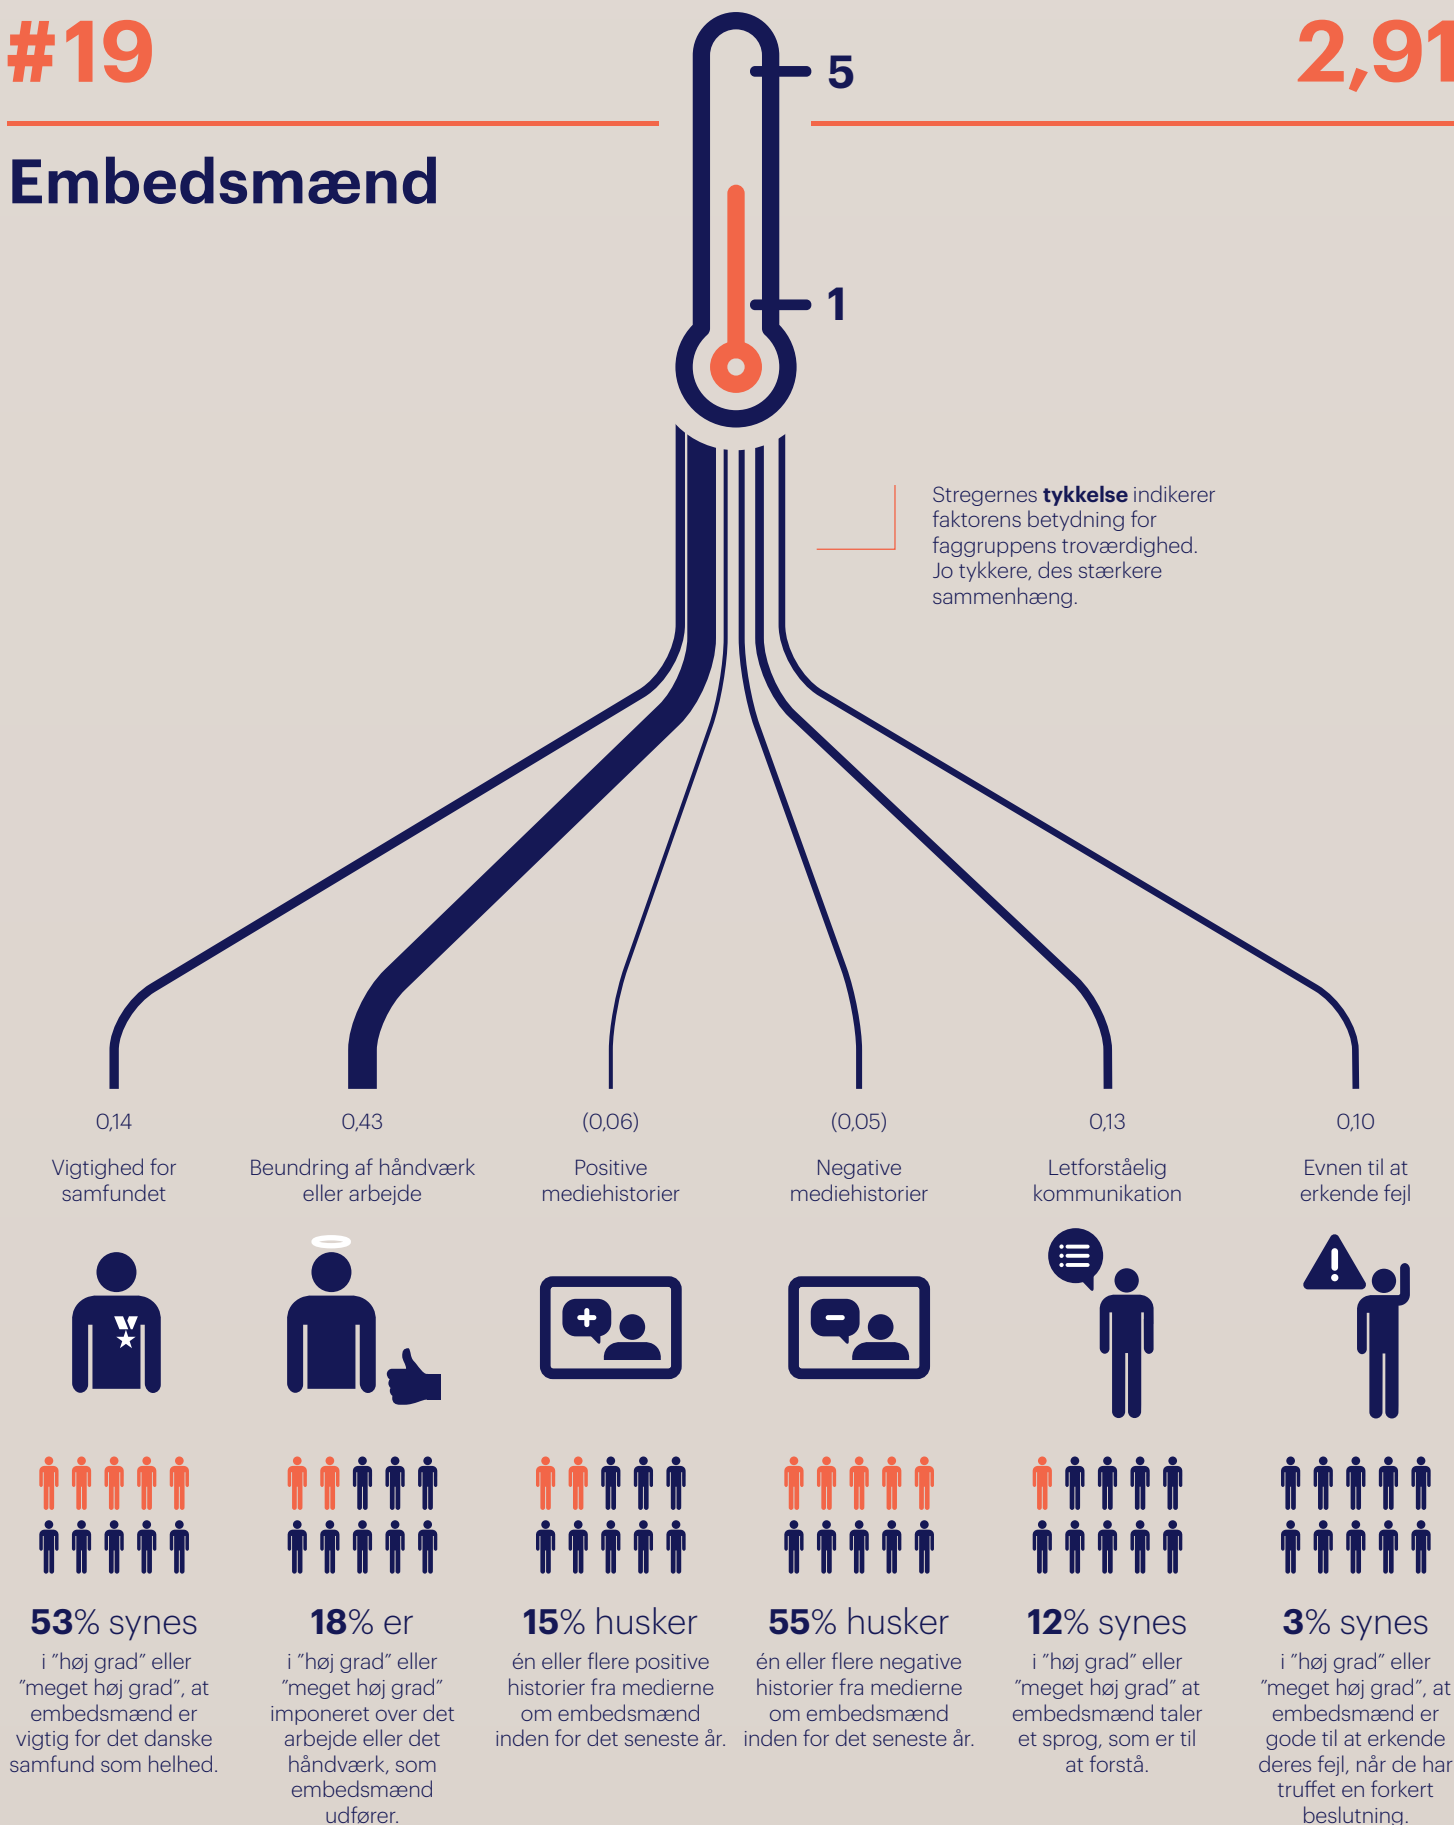 #19
2,91
5
1
Embedsmænd
Stregernes tykkelse indikerer
faktorens betydning for
faggruppens troværdighed.
Jo tykkere, des stærkere
sammenhæng.
0,14
Vigtighed for
samfundet
0,43
Beundring af håndværk
eller arbejde
(0,06)
Positive
mediehistorier
(0,05)
Negative
mediehistorier
0,13
Letforståelig
kommunikation
0,10
Evnen til at
erkende fejl
53% synes
i ”høj grad” eller
”meget høj grad”, at
embedsmænd er
vigtig for det danske
samfund som helhed.
18% er
i ”høj grad” eller
”meget høj grad”
imponeret over det
arbejde eller det
håndværk, som
embedsmænd
udfører.
15% husker
én eller flere positive
historier fra medierne
om embedsmænd
inden for det seneste år.
55% husker
én eller flere negative
historier fra medierne
om embedsmænd
inden for det seneste år.
12% synes
i ”høj grad” eller
”meget høj grad” at
embedsmænd taler
et sprog, som er til
at forstå.
3% synes
i ”høj grad” eller
”meget høj grad”, at
embedsmænd er
gode til at erkende
deres fejl, når de har
truffet en forkert
beslutning.